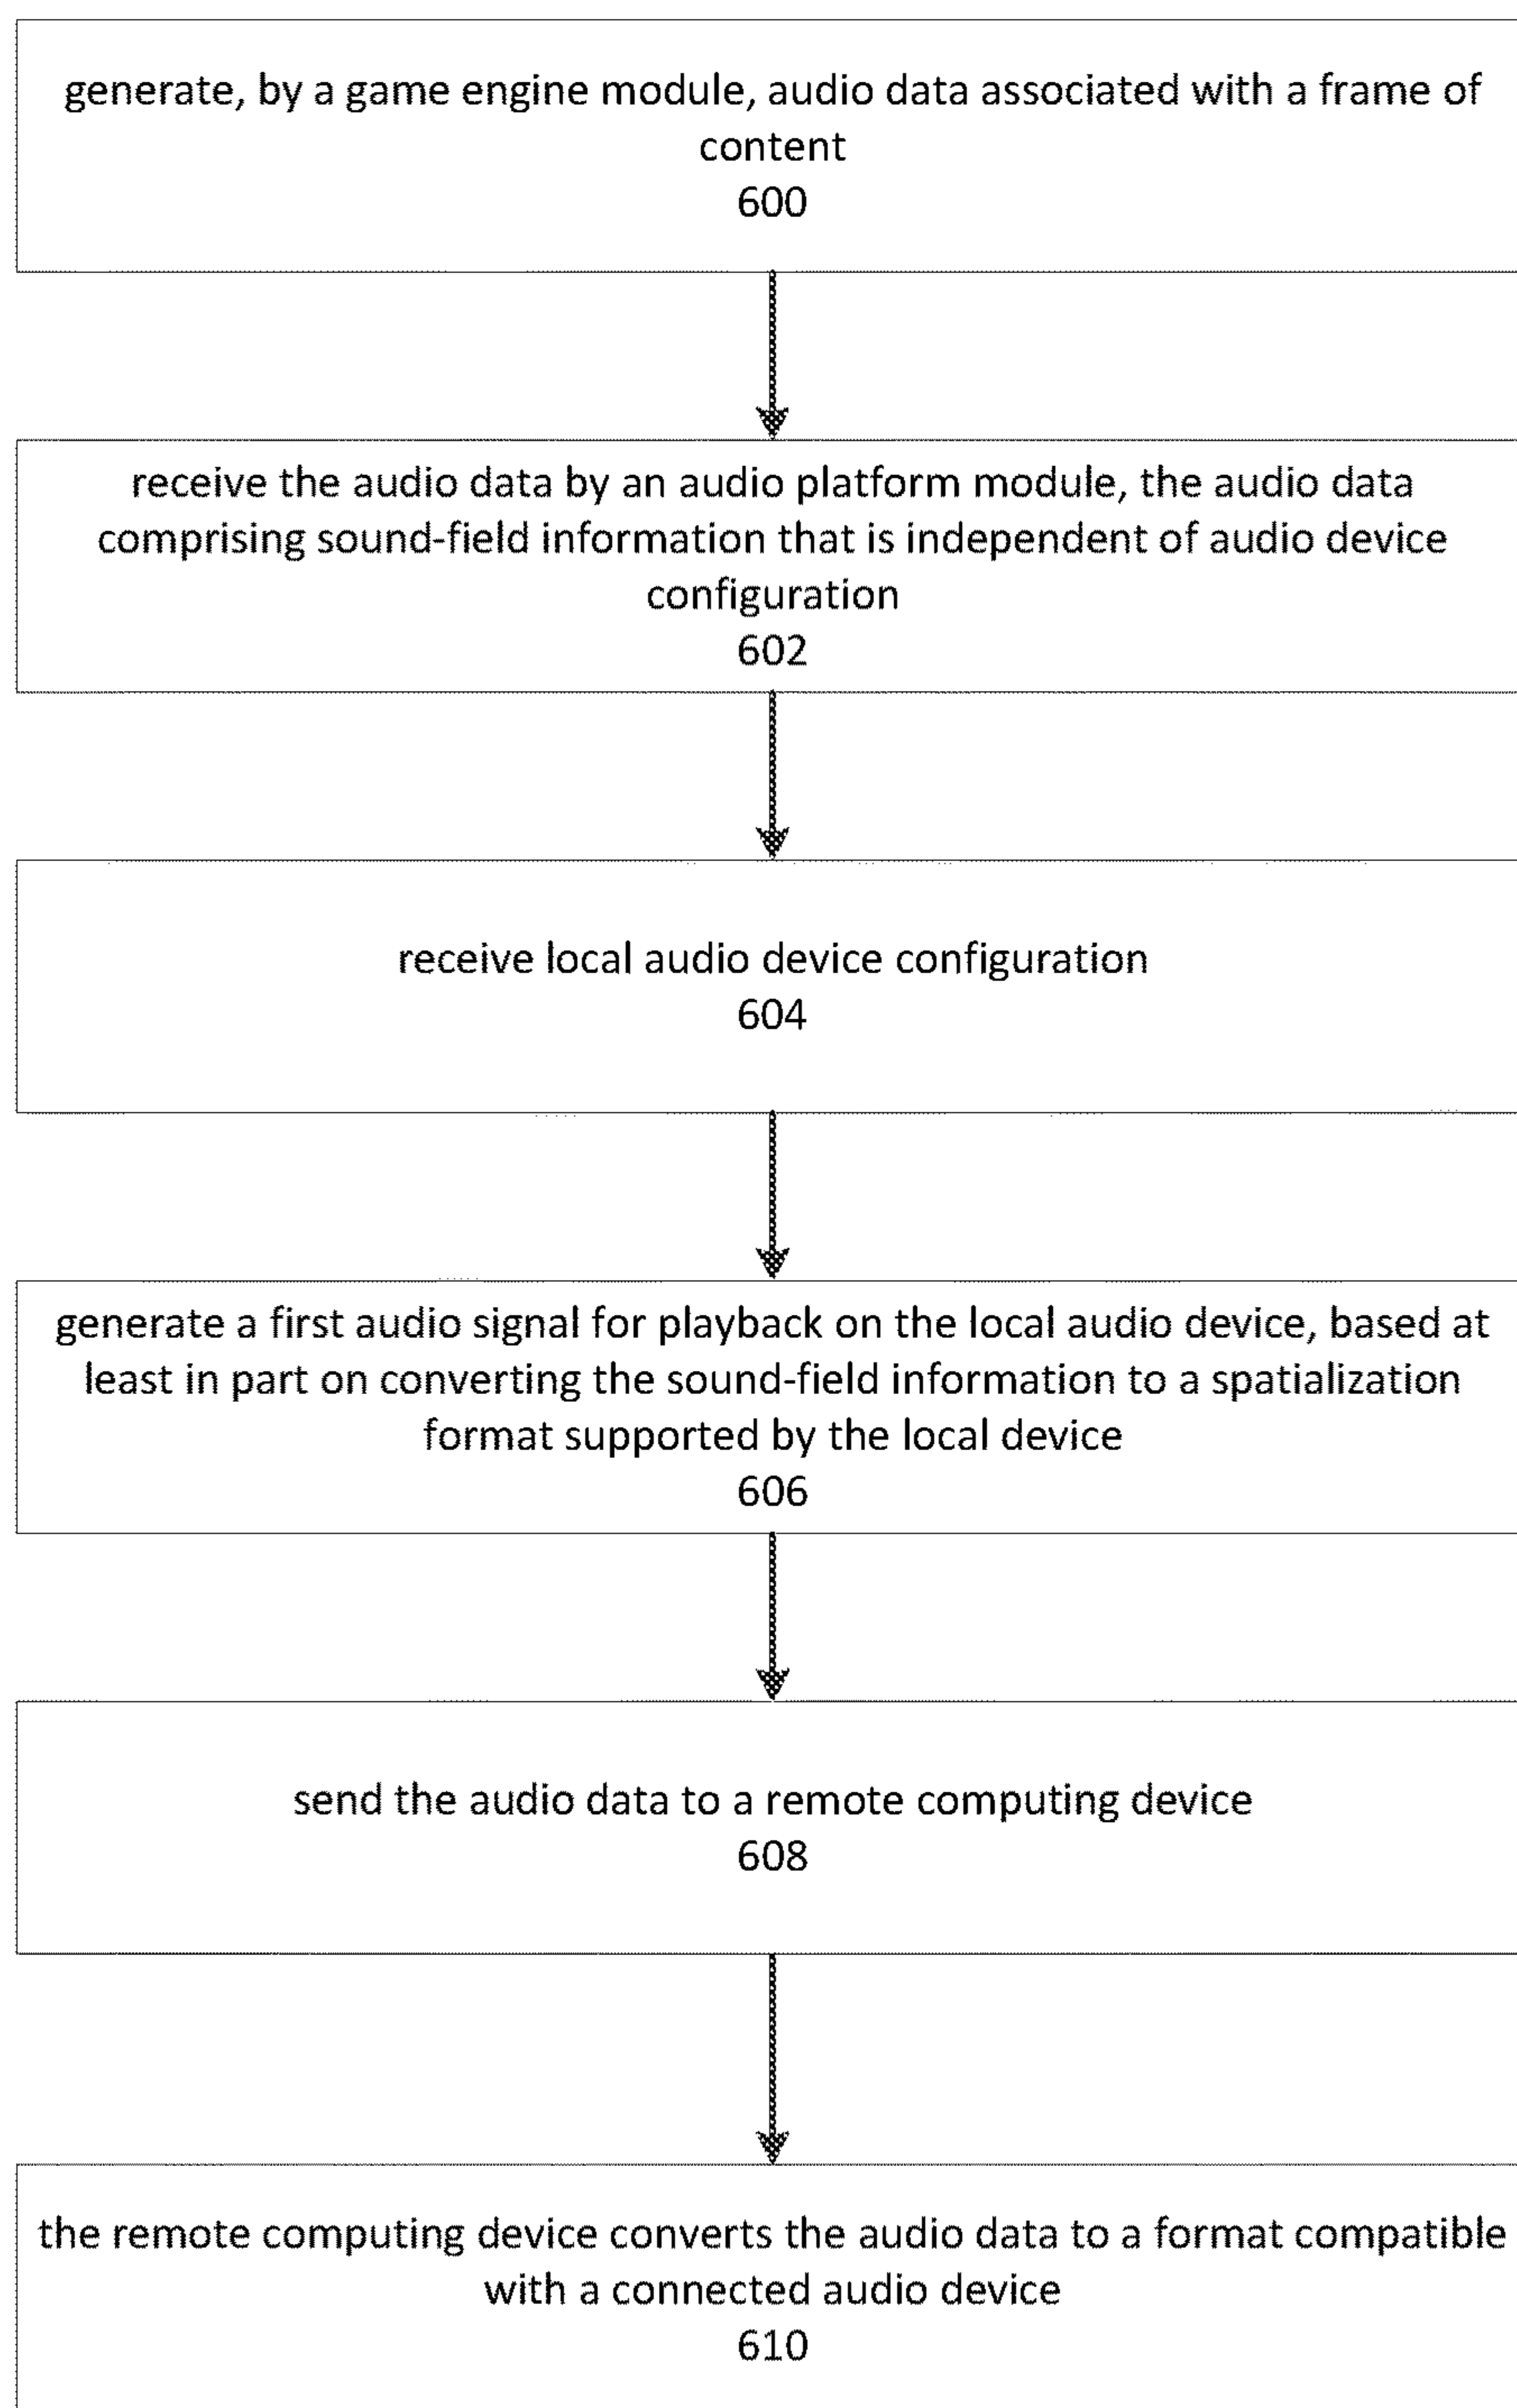 generate, by a game engine module, audio data associated with a frame of
content
600
receive the audio data by an audio platform module, the audio data
comprising sound-field information that is independent of audio device
configuration
602
receive local audio device configuration
604
generate a first audio signal for playback on the local audio device, based at
least in part on converting the sound-field information to a spatialization
format supported by the local device
606
send the audio data to a remote computing device
608
the remote computing device converts the audio data to a format compatible
with a connected audio device
610